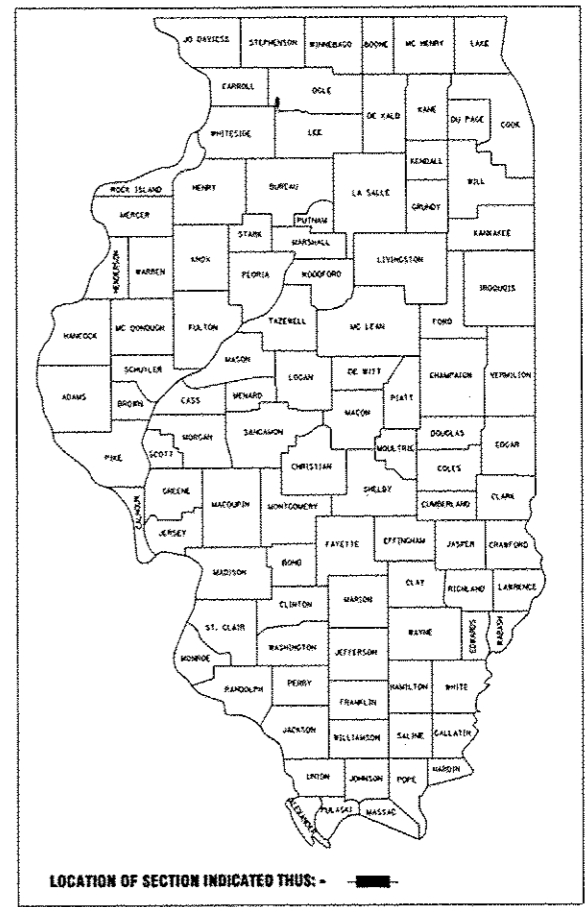 JO DAVIESS STEPHENSON WINNEBAGO BOONE MC HENRY LAKE
CARROLL OGLE
DE KALB KANE DU PAGE COOK
WHITESIDE LEE
KENDALL WILL
ROCK ISLAND HENRY BUREAU LA SALLE GRUNDY
MERCER PUTNAM
STARK MARSHALL KANKAKEE
HENDERSON WARREN KNOX PEORIA WOODFORD LIVINGSTON
IROQUOIS
HANCOCK MC DONOUGH FULTON TAZEWELL MC LEAN FORD
MASON
SCHUYLER LOGAN DE WITT CHAMPAIGN VERMILION
ADAMS BROWN CASS MENARD MACON PIATT
MORGAN SANGAMON DOUGLAS
PIKE SCOTT CHRISTIAN MOULTRIE COLES EDGAR
GREENE SHELBY
CALHOUN MACOUPIN MONTGOMERY CUMBERLAND CLARK
JERSEY FAYETTE EFFINGHAM JASPER CRAWFORD
MADISON BOND
CLAY RICHLAND LAWRENCE
CLINTON MARION
ST. CLAIR WAYNE EDWARDS WABASH
WASHINGTON JEFFERSON
MONROE
RANDOLPH PERRY HAMILTON WHITE
FRANKLIN
JACKSON WILLIAMSON SALINE GALLATIN
UNION JOHNSON POPE HARDIN
ALEXANDER PULASKI MASSAC
LOCATION OF SECTION INDICATED THUS: -